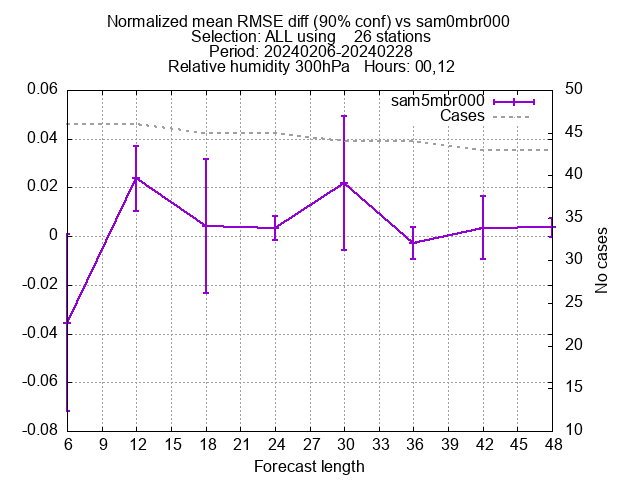 Normalized mean RMSE diff (90% conf) vs sam0mbr000
Selection: ALL using    26 stations
Period: 20240206-20240228
Relative humidity 300hPa   Hours: 00,12
sam5mbr000
Cases
0.06
0.04
0.02
0
-0.02
-0.04
-0.06
-0.08
50
45
40
35
30
25
20
15
10
No cases
6 9 12 15 18 21 24 27 30 33 36 39 42 45 48
Forecast length